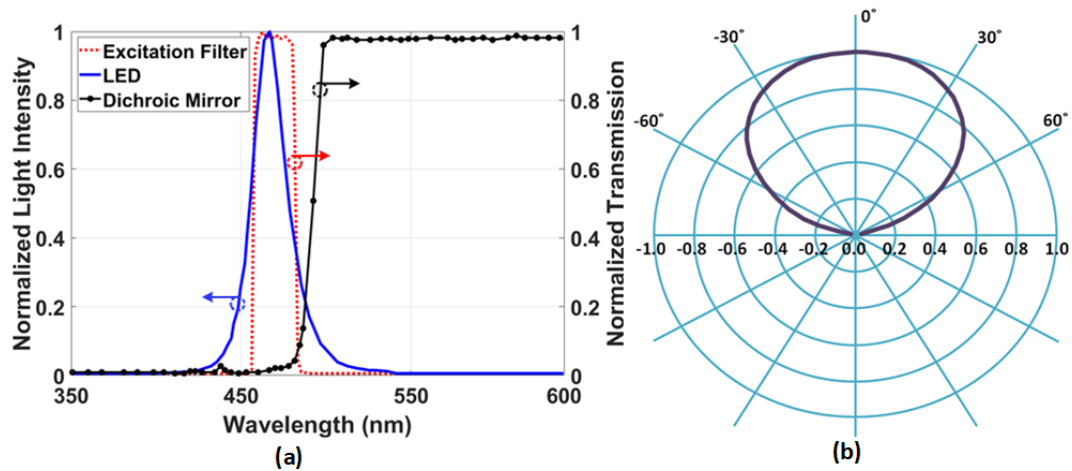 Normalized Light Intensity
1
0.8
0.6
0.4
0.2
0
Excitation Filter
LED
Dichroic Mirror
1
0.8
0.6
0.4
0.2
0
Normalized Transmission
350 450 550 600
Wavelength (nm)
(a)
0°
-30° 30°
-60° 60°
-1.0 -0.8 -0.6 -0.4 -0.2 0.0 0.2 0.4 0.6 0.8 1.0
(b)